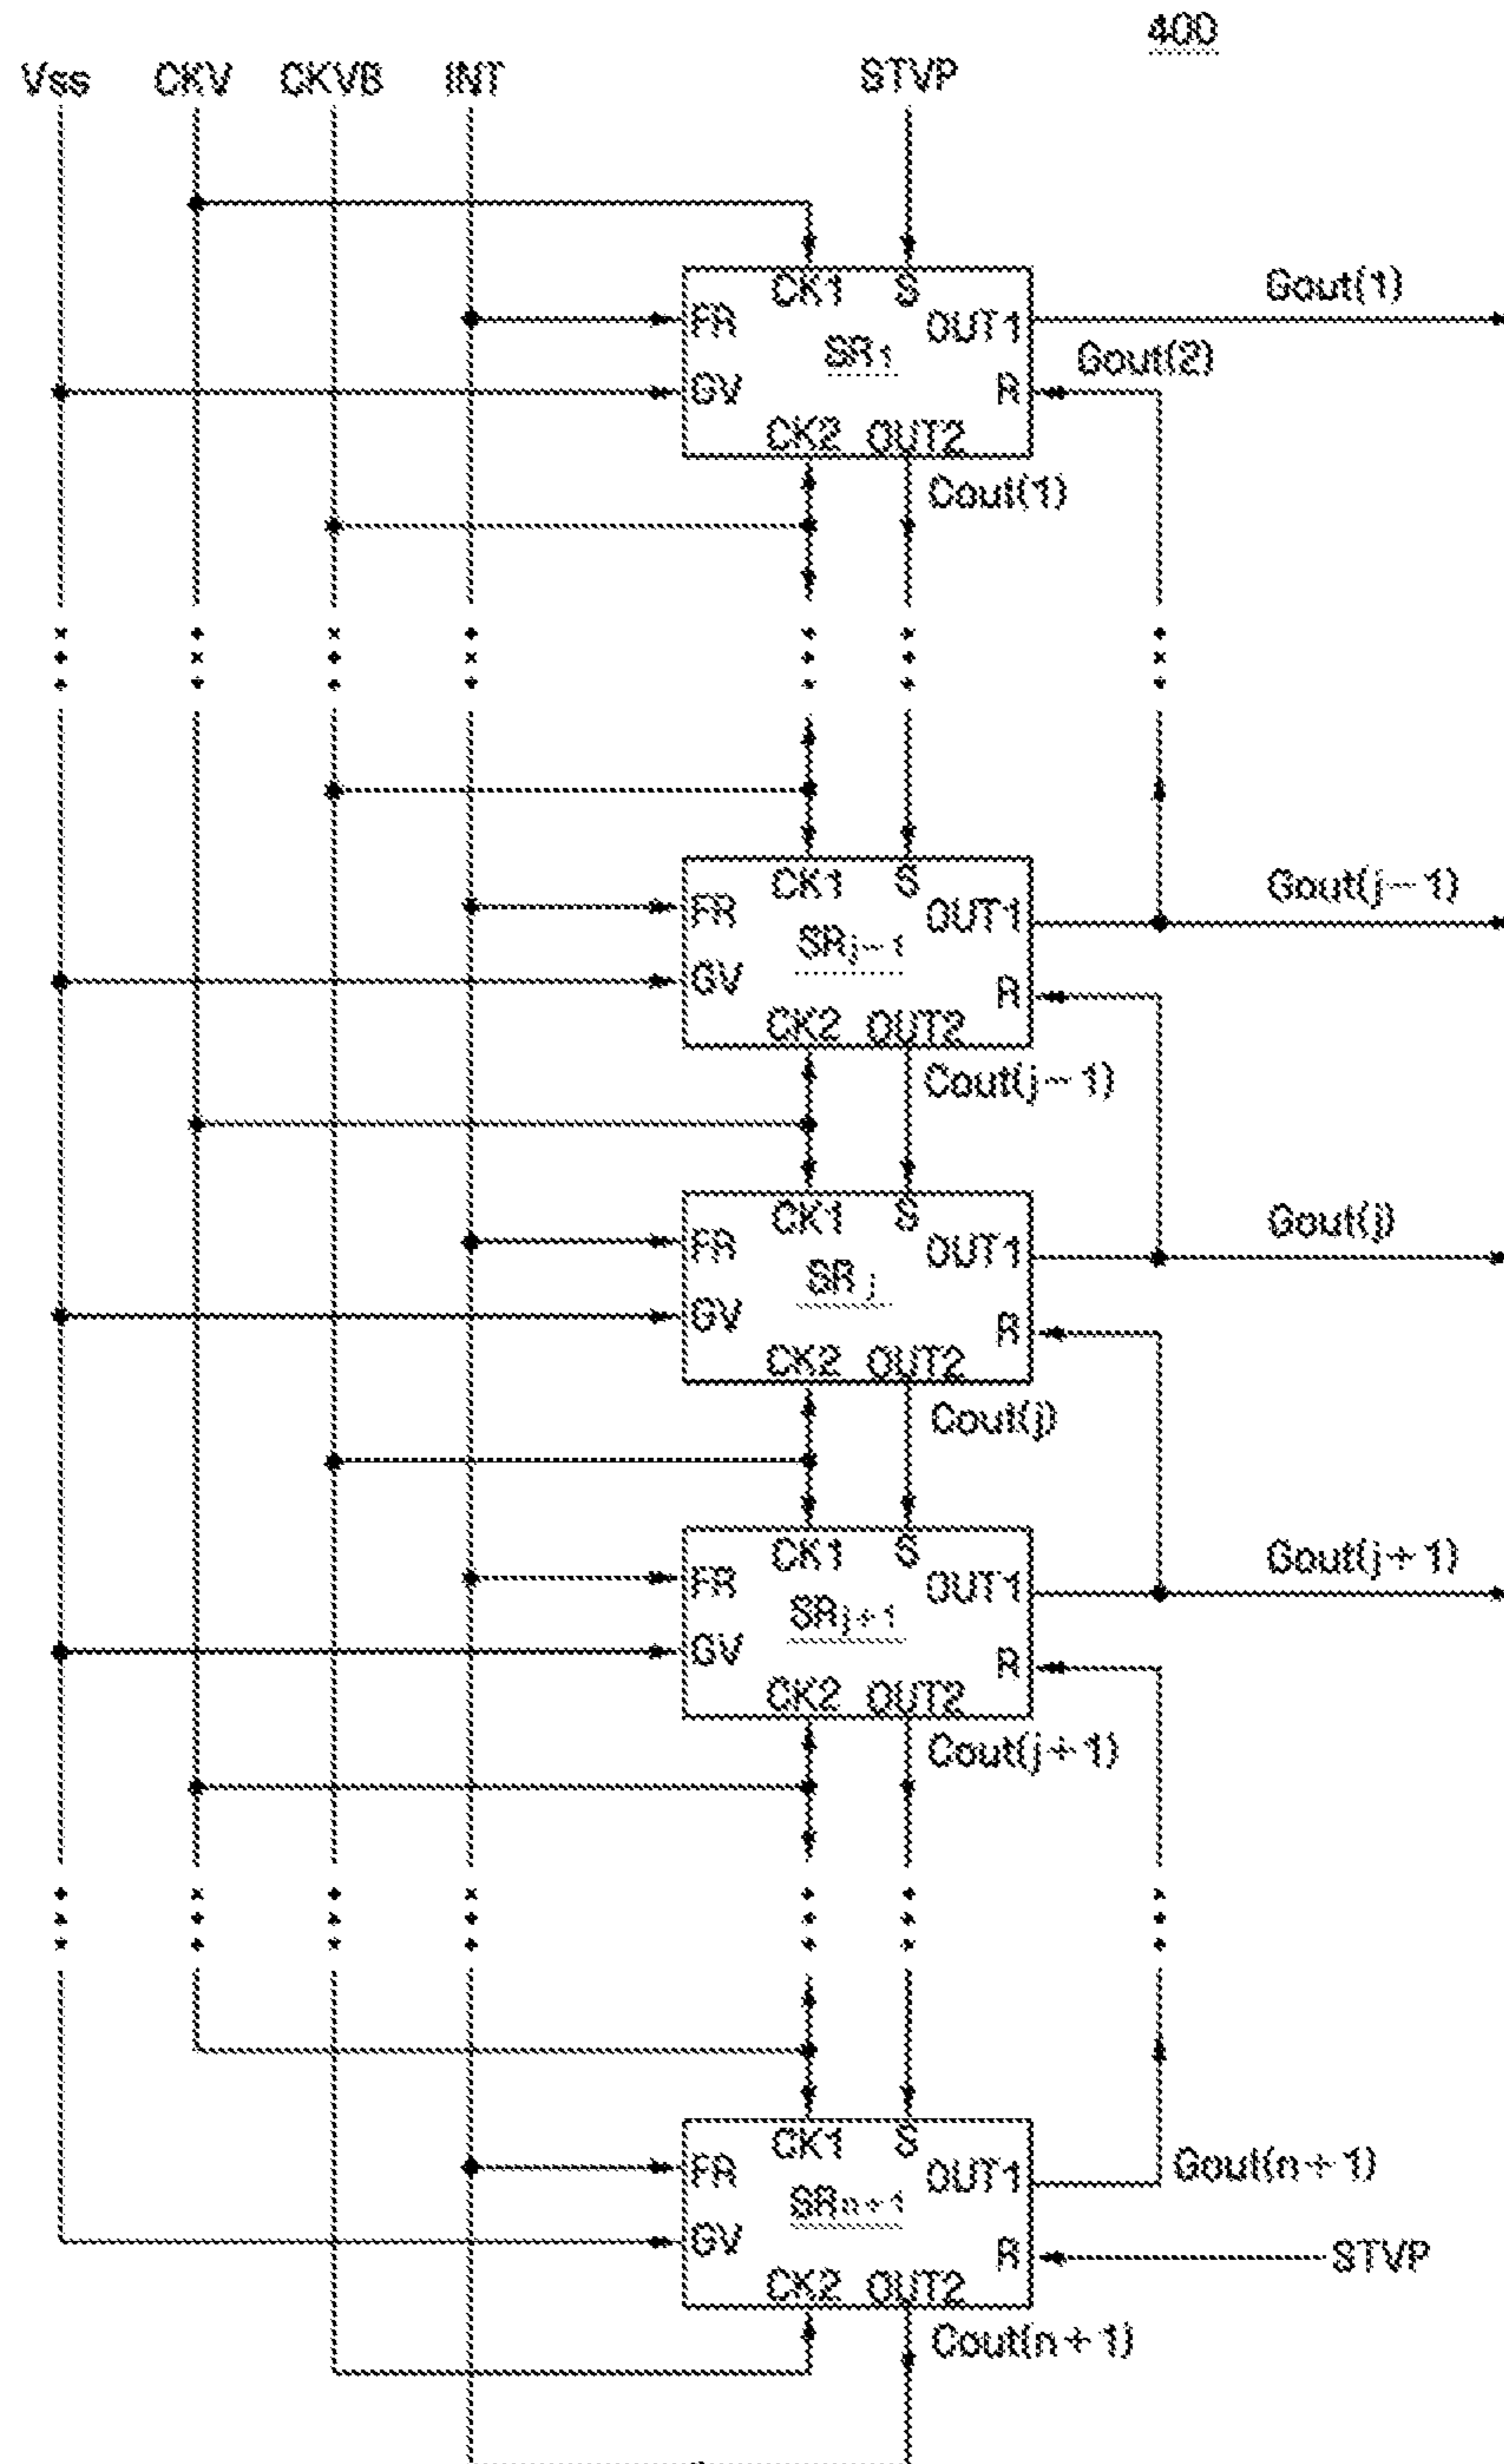 400
Vss CKV CKVB INT STVP
CK1 S
FR OUT1 Gout(1)
SR1
GV R Gout(2)
CK2 OUT2
Cout(1)
CK1 S
FR OUT1 Gout(j-1)
SRj-1
GV R
CK2 OUT2
Cout(j-1)
CK1 S
FR OUT1 Gout(j)
SRj
GV R
CK2 OUT2
Cout(j)
CK1 S
FR OUT1 Gout(j+1)
SRj+1
GV R
CK2 OUT2
Cout(j+1)
CK1 S
FR OUT1 Gout(n+1)
SRn+1
GV R STVP
CK2 OUT2
Cout(n+1)